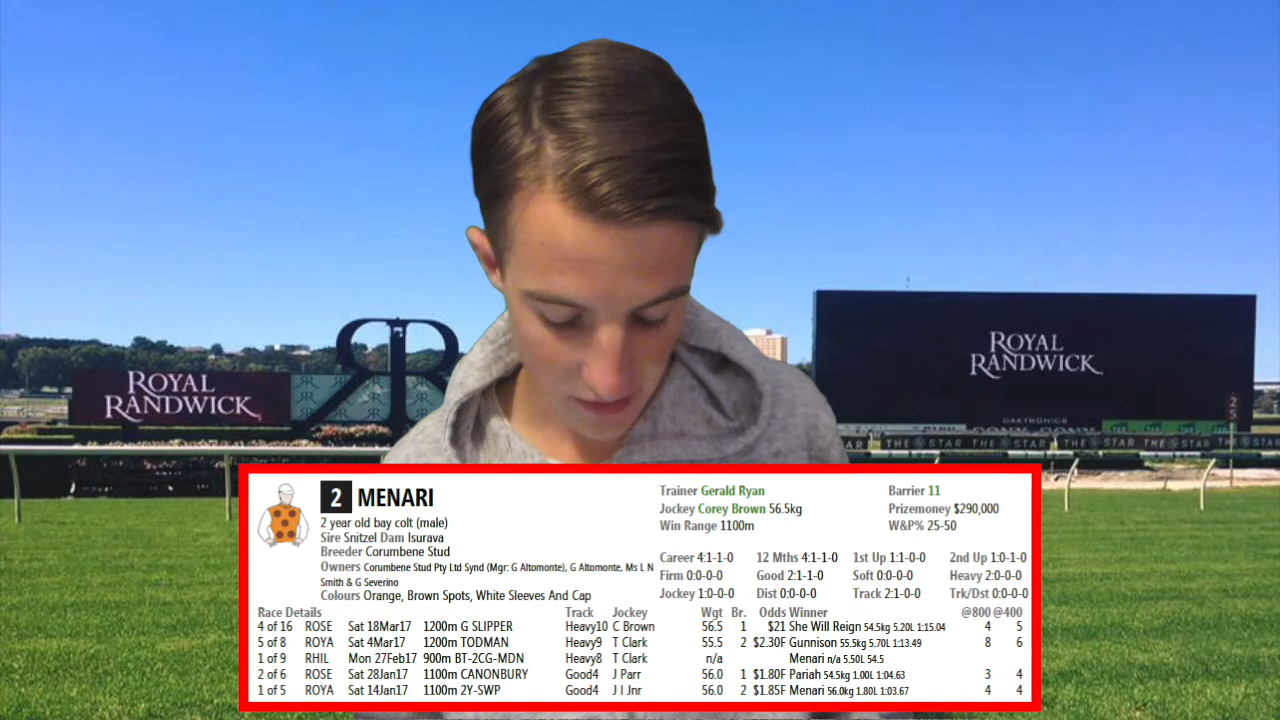 ROYAL
RANDWICK
RR
ROYAL
RANDWICK
DAKTRONICS
THE STAR THE STAR THE STAR THE STAR
2 MENARI
2 year old bay colt (male)
Sire Snitzel Dam Isurava
Breeder Corumbene Stud
Owners Corumbene Stud Pty Ltd Synd (Mgr: G Altomonte), G Altomonte, Ms L N
Smith & G Severino
Colours Orange, Brown Spots, White Sleeves And Cap
Trainer Gerald Ryan
Jockey Corey Brown 56.5kg
Win Range 1100m
Barrier 11
Prizemoney $290,000
W&P% 25-50
Career 4:1-1-0 12 Mths 4:1-1-0 1st Up 1:1-0-0 2nd Up 1:0-1-0
Firm 0:0-0-0 Good 2:1-1-0 Soft 0:0-0-0 Heavy 2:0-0-0
Jockey 1:0-0-0 Dist 0:0-0-0 Track 2:1-0-0 Trk/Dst 0:0-0-0
Race Details Track Jockey Wgt Br. Odds Winner @800 @400
4 of 16 ROSE Sat 18Mar17 1200m G SLIPPER Heavy10 C Brown 56.5 1 $21 She Will Reign 54.5kg 5.20L 1:15.04 4 5
5 of 8 ROYA Sat 4Mar17 1200m TODMAN Heavy9 T Clark 55.5 2 $2.30F Gunnison 55.5kg 5.70L 1:13.49 8 6
1 of 9 RHIL Mon 27Feb17 900m BT-2CG-MDN Heavy8 T Clark n/a Menari n/a 5.50L 54.5
2 of 6 ROSE Sat 28Jan17 1100m CANONBURY Good4 J Parr 56.0 1 $1.80F Pariah 54.5kg 1.00L 1:04.63 3 4
1 of 5 ROYA Sat 14Jan17 1100m 2Y-SWP Good4 J I Jnr 56.0 2 $1.85F Menari 56.0kg 1.80L 1:03.67 4 4